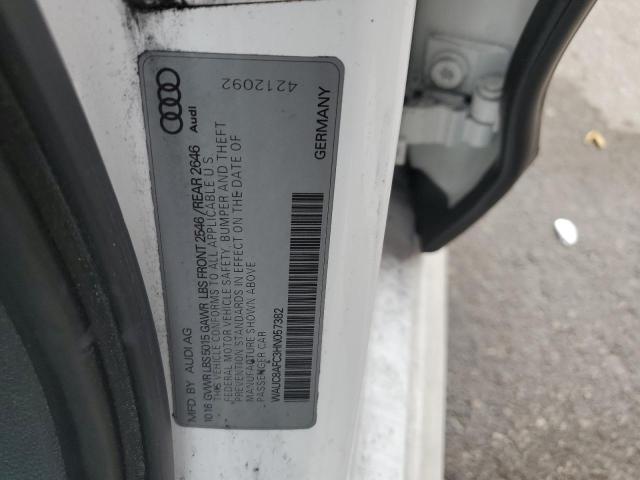 MFD BY AUDI AG
1016 GVWR LBS 5015 GAWR LBS FRONT 2546/REAR 2646
THIS VEHICLE CONFORMS TO ALL APPLICABLE U.S.
FEDERAL MOTOR VEHICLE SAFETY, BUMPER AND THEFT
PREVENTION STANDARDS IN EFFECT ON THE DATE OF
MANUFACTURE SHOWN ABOVE
PASSENGER CAR
WAUC8AFC3HN057382
GERMANY
Audi
4212092